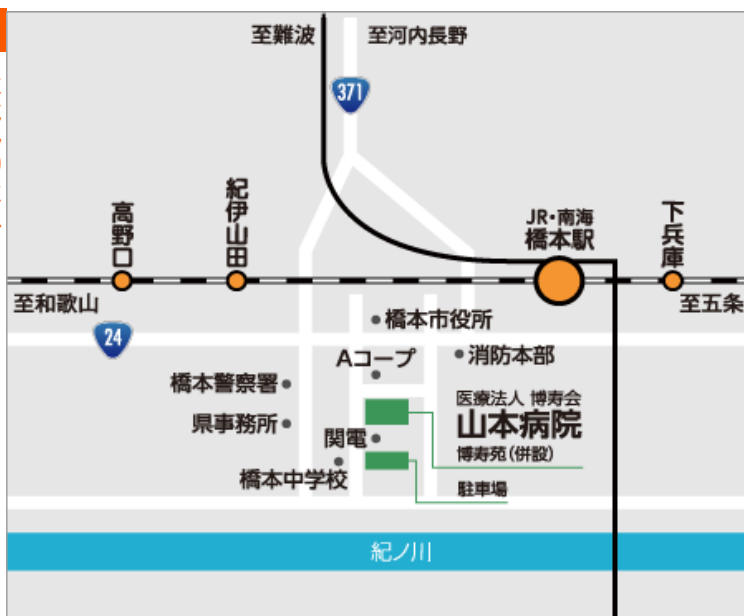 至難波
至河内長野
371
高野口
紀伊山田
JR・南海
橋本駅
下兵庫
至和歌山
至五条
24
橋本市役所
Aコープ
消防本部
橋本警察署
県事務所
医療法人 博寿会
山本病院
博寿苑(併設)
関電
橋本中学校
駐車場
紀ノ川